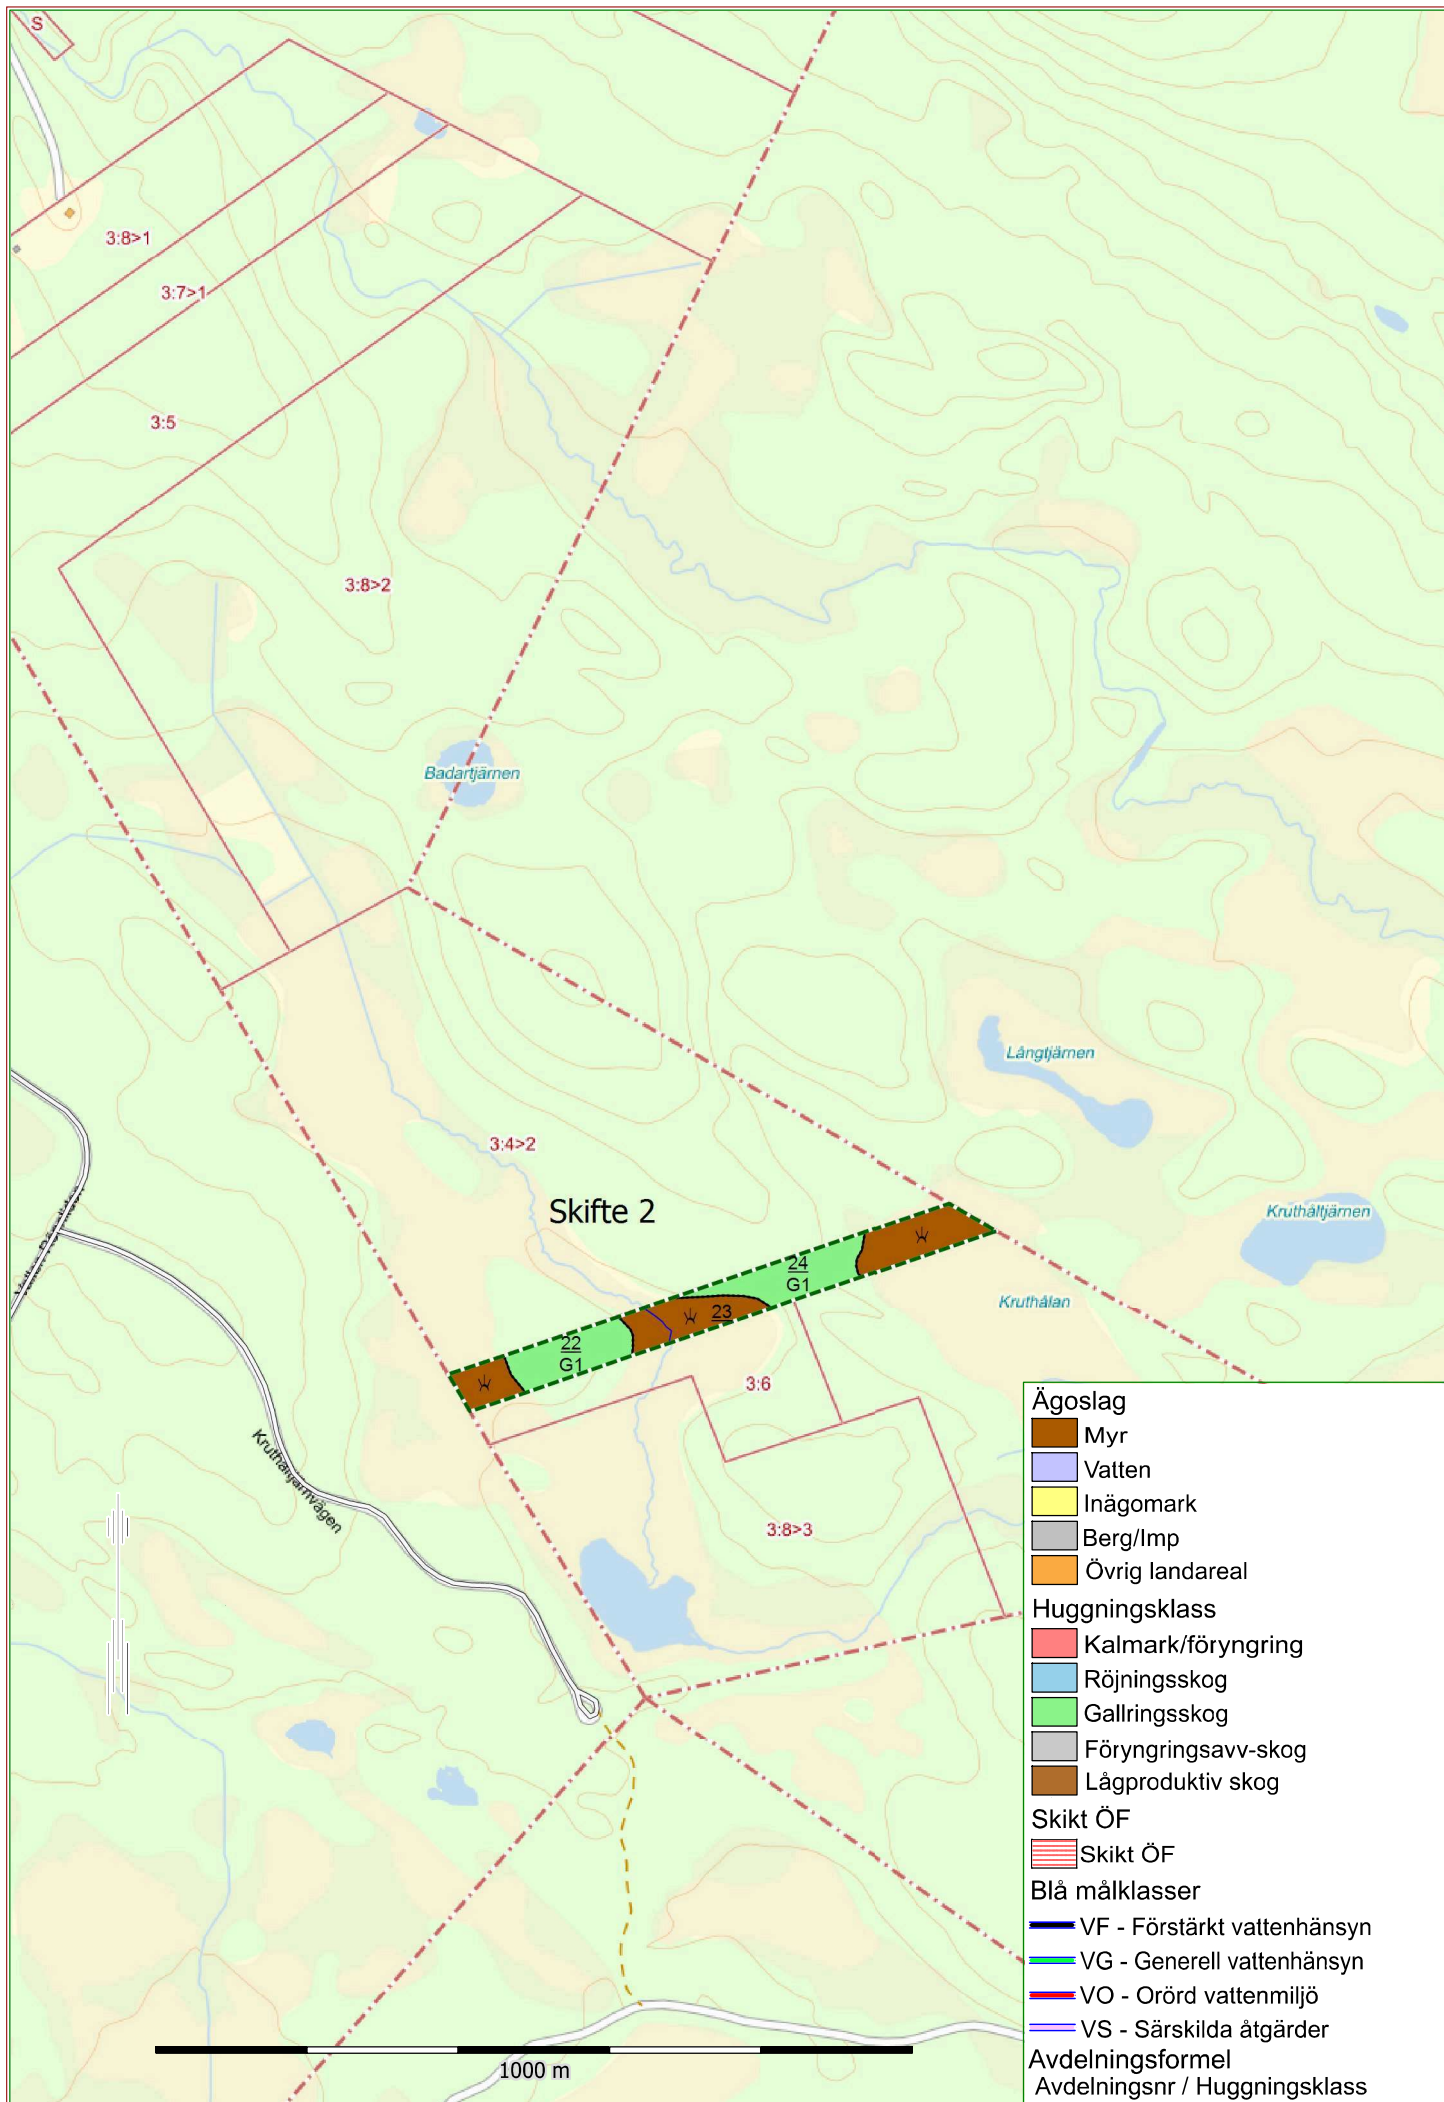 S
3:8>1
3:7>1
3:5
3:8>2
Badartjärnen
Långtjärnen
3:4>2
Skifte 2
Kruthåltjärnen
24
G1
Kruthålan
23
22
G1
3:6
Kruthåltjärnvägen
3:8>3
Ägoslag
Myr
Vatten
Inägomark
Berg/Imp
Övrig landareal
Huggningsklass
Kalmark/föryngring
Röjningsskog
Gallringsskog
Föryngringsavv-skog
Lågproduktiv skog
Skikt ÖF
Skikt ÖF
Blå målklasser
VF - Förstärkt vattenhänsyn
VG - Generell vattenhänsyn
VO - Orörd vattenmiljö
VS - Särskilda åtgärder
Avdelningsformel
Avdelningsnr / Huggningsklass
1000 m